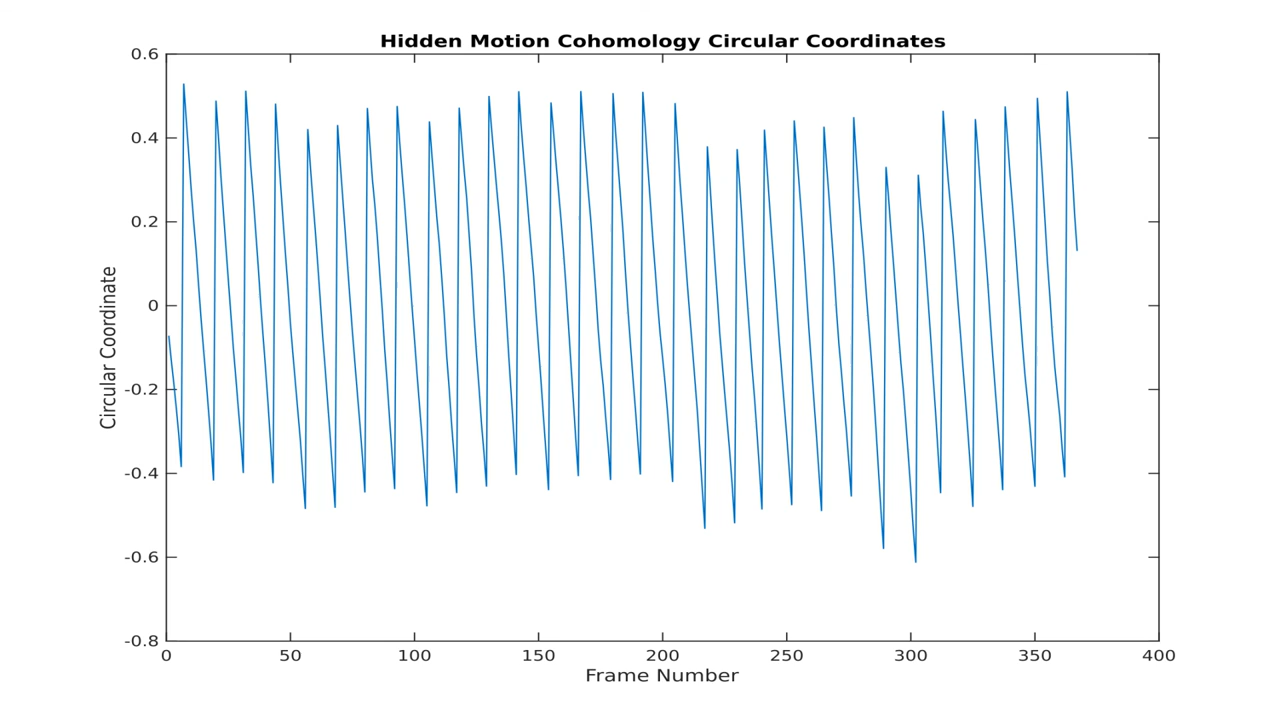 Hidden Motion Cohomology Circular Coordinates
0.6
0.4
0.2
0
-0.2
-0.4
-0.6
-0.8
Circular Coordinate
0 50 100 150 200 250 300 350 400
Frame Number